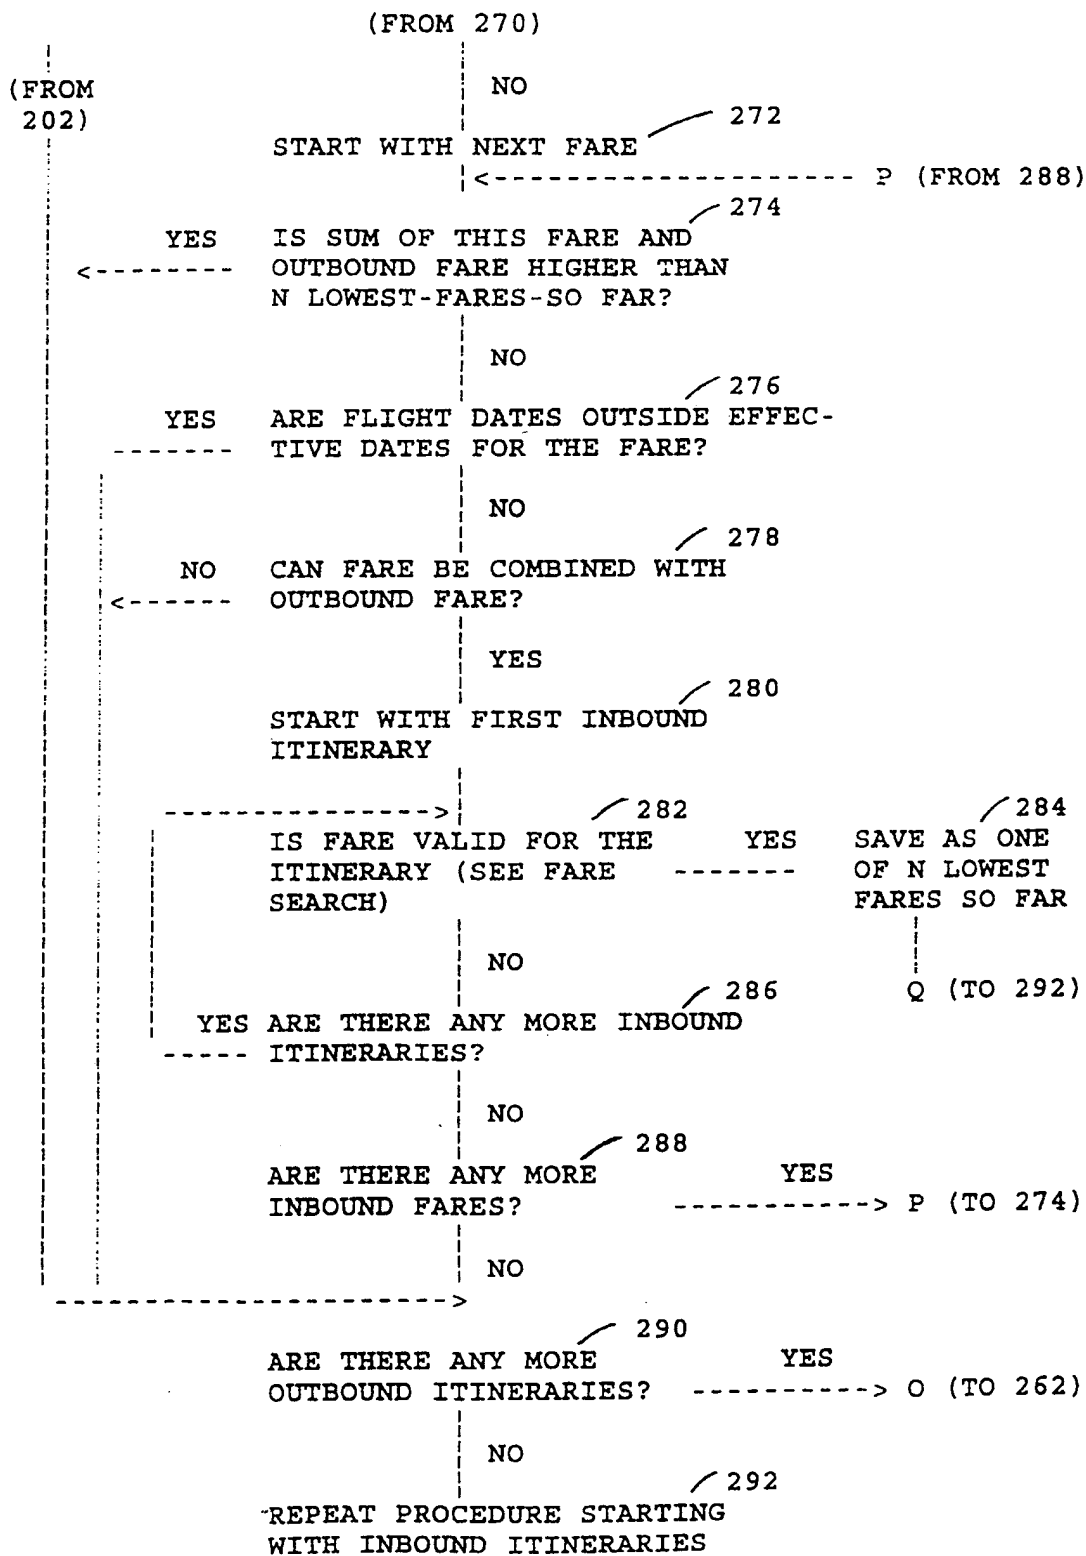 (FROM 270)
(FROM
202)
NO
272
START WITH NEXT FARE
P (FROM 288)
274
YES IS SUM OF THIS FARE AND
OUTBOUND FARE HIGHER THAN
N LOWEST-FARES-SO FAR?
NO
276
YES ARE FLIGHT DATES OUTSIDE EFFEC-
TIVE DATES FOR THE FARE?
NO
278
NO CAN FARE BE COMBINED WITH
OUTBOUND FARE?
YES
280
START WITH FIRST INBOUND
ITINERARY
282
IS FARE VALID FOR THE
ITINERARY (SEE FARE
SEARCH)
YES
284
SAVE AS ONE
OF N LOWEST
FARES SO FAR
Q (TO 292)
NO
286
YES ARE THERE ANY MORE INBOUND
ITINERARIES?
NO
288
ARE THERE ANY MORE
INBOUND FARES?
YES
P (TO 274)
NO
290
ARE THERE ANY MORE
OUTBOUND ITINERARIES?
YES
O (TO 262)
NO
292
REPEAT PROCEDURE STARTING
WITH INBOUND ITINERARIES